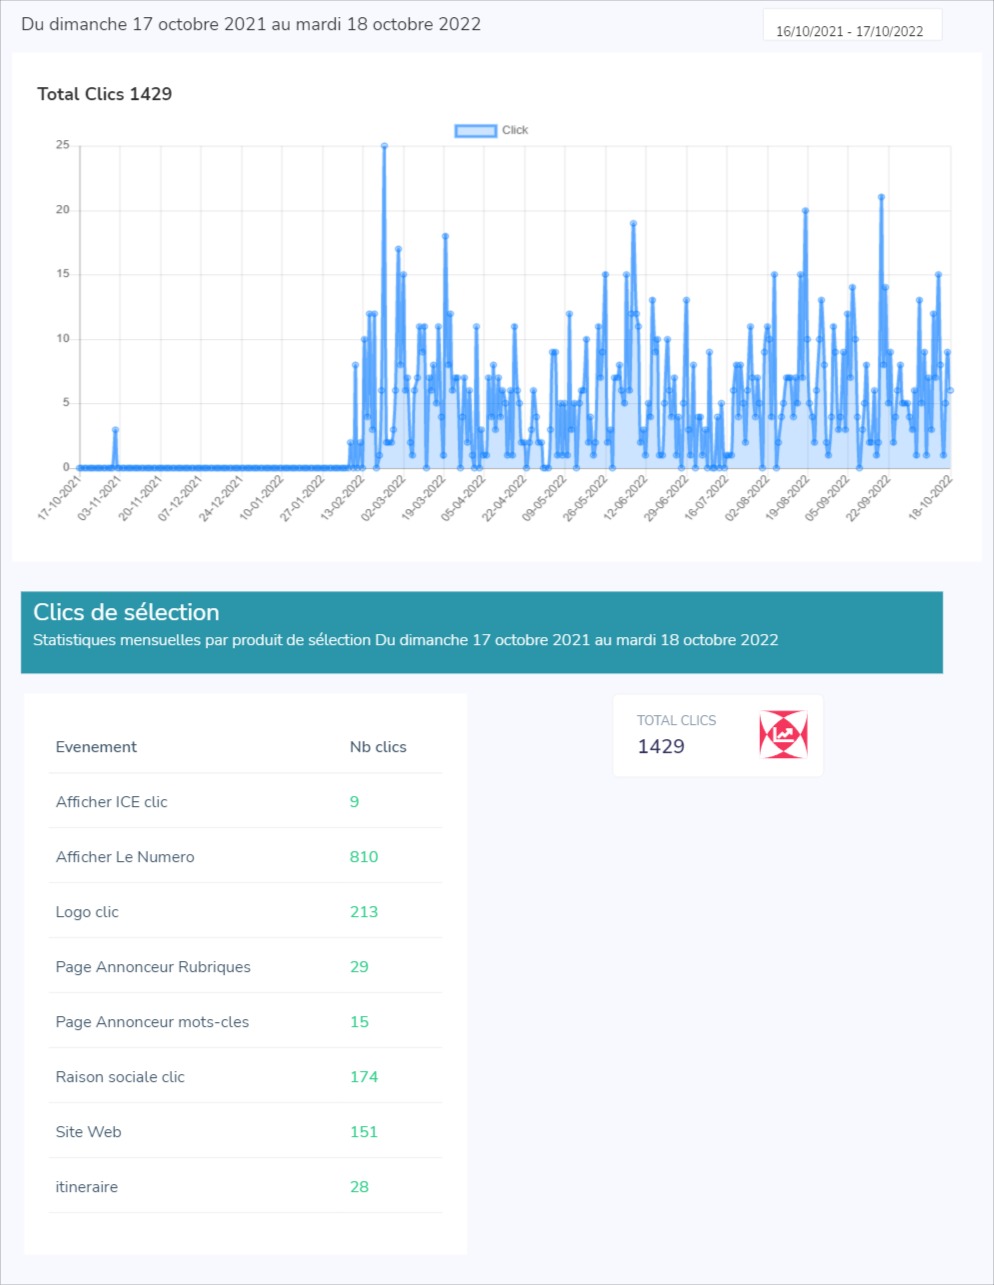 Du dimanche 17 octobre 2021 au mardi 18 octobre 2022
16/10/2021 - 17/10/2022
Total Clics 1429
Click
25
20
15
10
5
0
17-10-2021
03-11-2021
20-11-2021
07-12-2021
24-12-2021
10-01-2022
27-01-2022
13-02-2022
02-03-2022
19-03-2022
05-04-2022
22-04-2022
09-05-2022
26-05-2022
12-06-2022
29-06-2022
16-07-2022
02-08-2022
19-08-2022
05-09-2022
22-09-2022
18-10-2022
Clics de sélection
Statistiques mensuelles par produit de sélection Du dimanche 17 octobre 2021 au mardi 18 octobre 2022
Evenement Nb clics
Afficher ICE clic 9
Afficher Le Numero 810
Logo clic 213
Page Annonceur Rubriques 29
Page Annonceur mots-cles 15
Raison sociale clic 174
Site Web 151
itineraire 28
TOTAL CLICS
1429